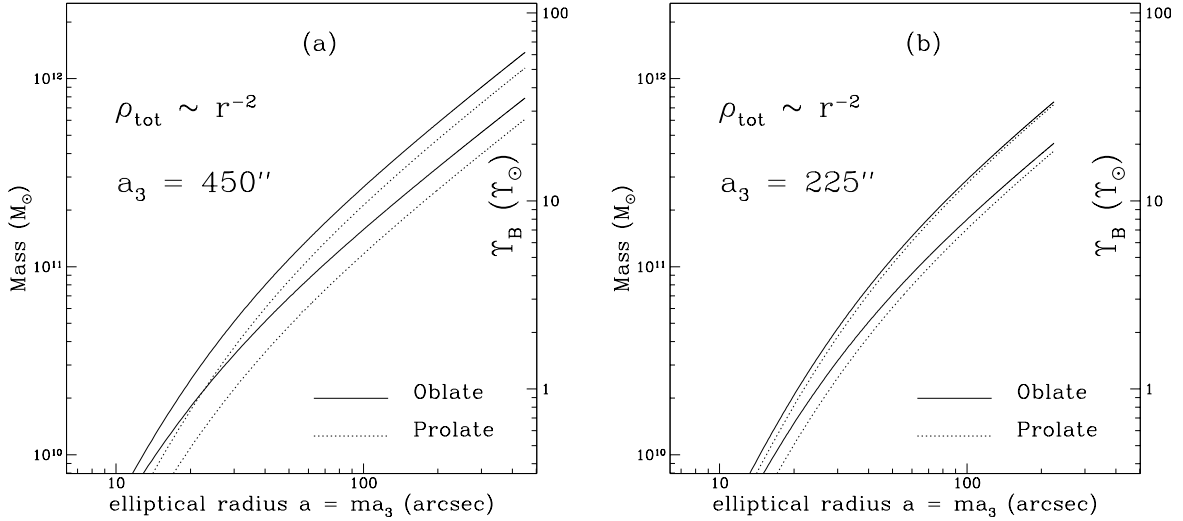 (a)
ρtot ~ r⁻²
a₃ = 450″
Oblate
Prolate
Mass (M☉)
10¹²
10¹¹
10¹⁰
100
10
1
ϒB (ϒ☉)
10
100
elliptical radius a = ma₃ (arcsec)
(b)
ρtot ~ r⁻²
a₃ = 225″
Oblate
Prolate
Mass (M☉)
10¹²
10¹¹
10¹⁰
100
10
1
ϒB (ϒ☉)
10
100
elliptical radius a = ma₃ (arcsec)